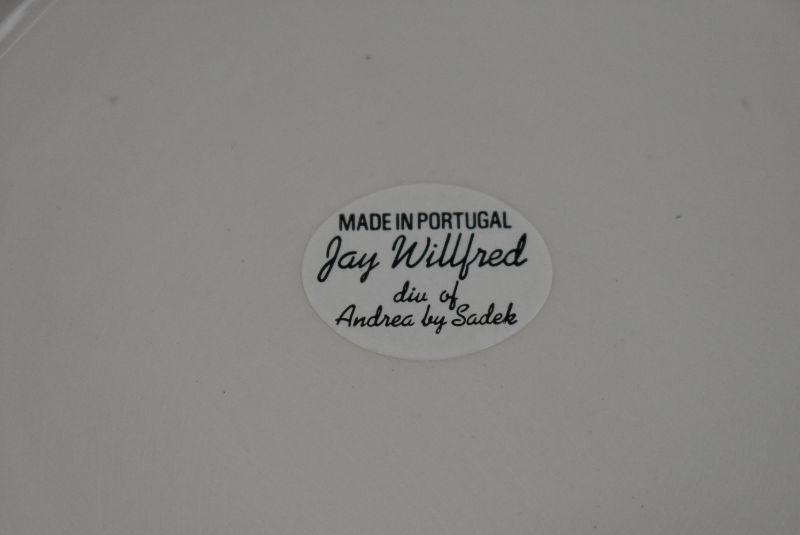 MADE IN PORTUGAL
Jay Willfred
div of
Andrea by Sadek